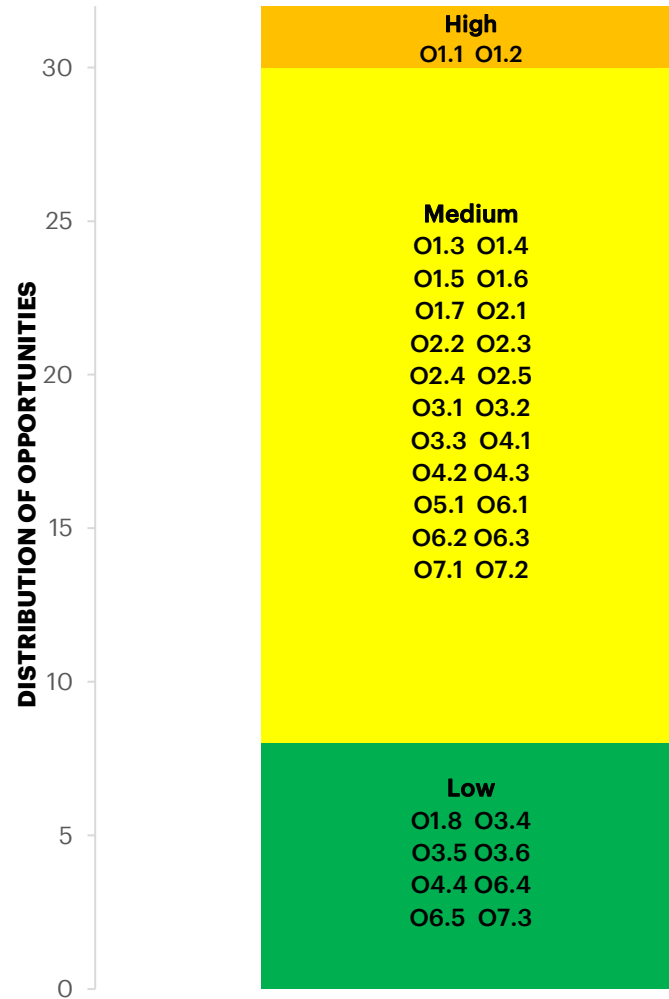 High
O1.1 O1.2
30
25
Medium
O1.3 O1.4
O1.5 O1.6
O1.7 O2.1
O2.2 O2.3
20
O2.4 O2.5
O3.1 O3.2
O3.3 O4.1
O4.2 O4.3
15
O5.1 O6.1
O6.2 O6.3
O7.1 O7.2
10
Low
5
O1.8 O3.4
O3.5 O3.6
O4.4 O6.4
O6.5 O7.3
0
DISTRIBUTION OF OPPORTUNITIES